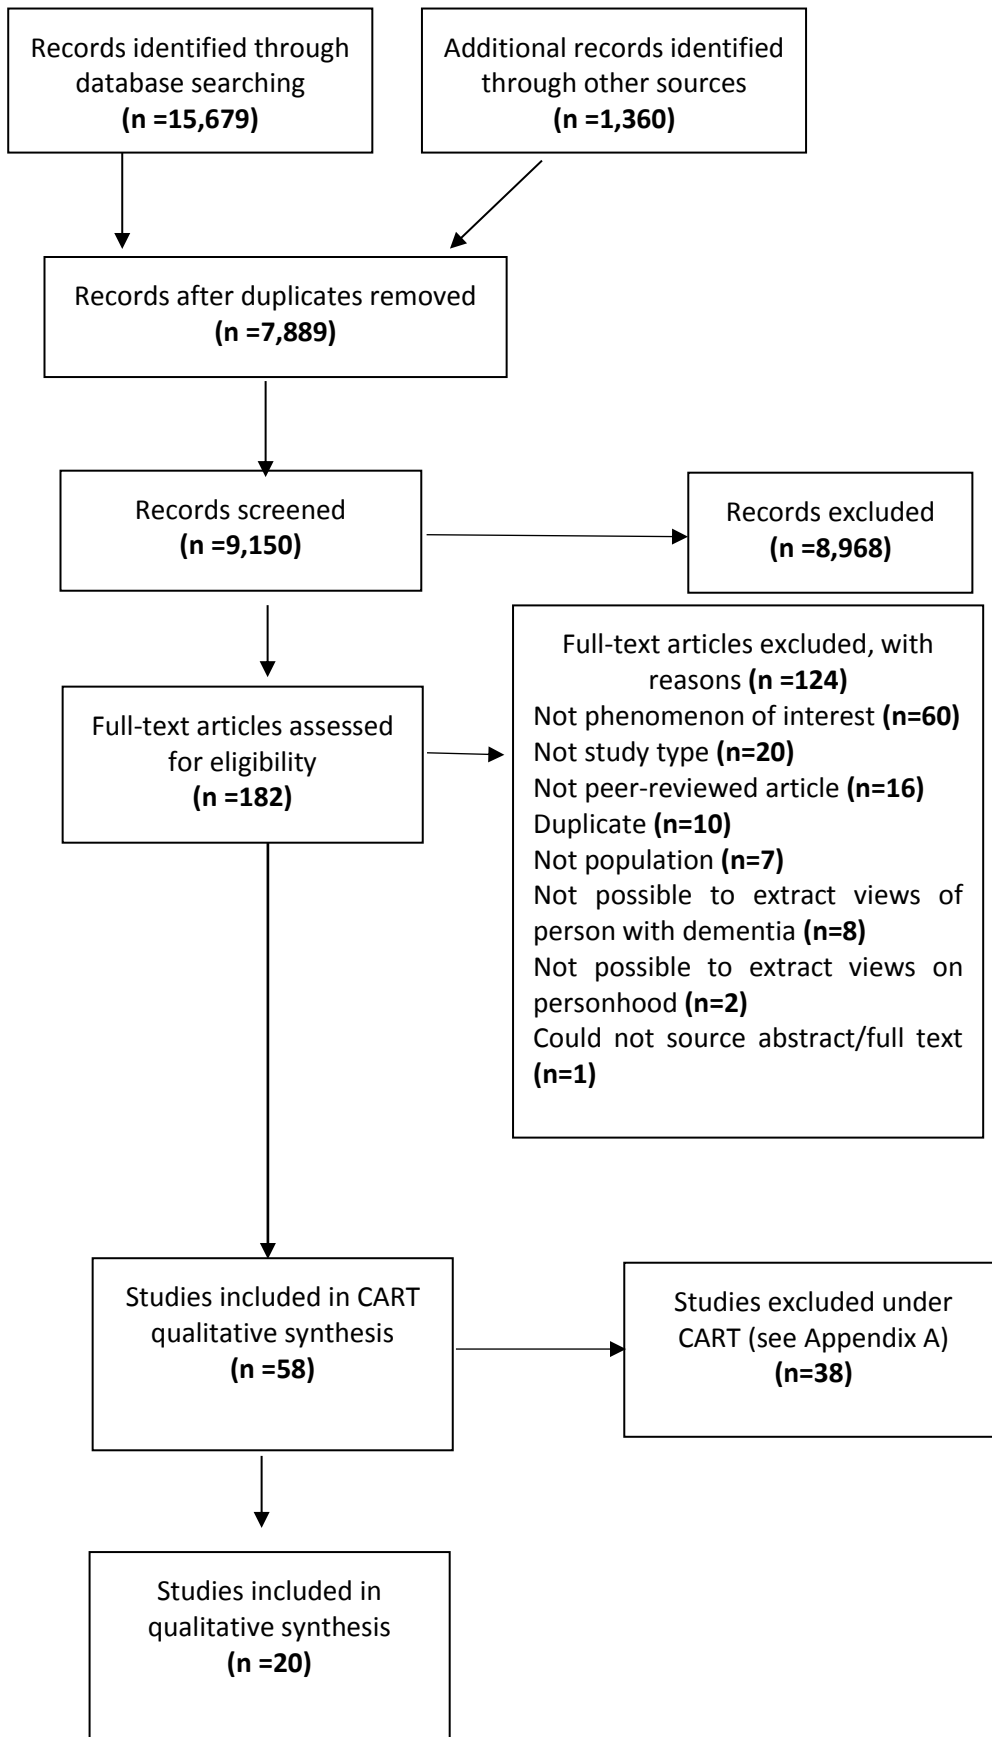 Records identified through
database searching
(n =15,679)
Additional records identified
through other sources
(n =1,360)
Records after duplicates removed
(n =7,889)
Records screened
(n =9,150)
Records excluded
(n =8,968)
Full-text articles assessed
for eligibility
(n =182)
Full-text articles excluded, with
reasons (n =124)
Not phenomenon of interest (n=60)
Not study type (n=20)
Not peer-reviewed article (n=16)
Duplicate (n=10)
Not population (n=7)
Not possible to extract views of
person with dementia (n=8)
Not possible to extract views on
personhood (n=2)
Could not source abstract/full text
(n=1)
Studies included in CART
qualitative synthesis
(n =58)
Studies excluded under
CART (see Appendix A)
(n=38)
Studies included in
qualitative synthesis
(n =20)